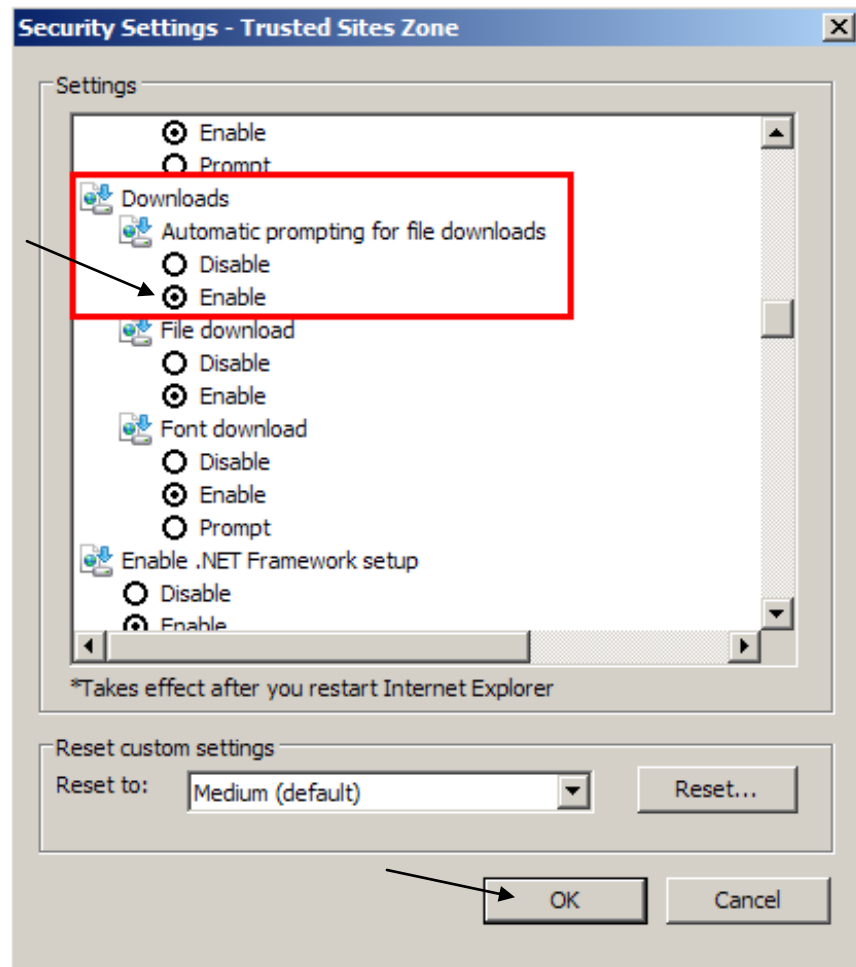 Security Settings - Trusted Sites Zone
Settings
Enable
Prompt
Downloads
Automatic prompting for file downloads
Disable
Enable
File download
Disable
Enable
Font download
Disable
Enable
Prompt
Enable .NET Framework setup
Disable
Enable
*Takes effect after you restart Internet Explorer
Reset custom settings
Reset to: Medium (default) Reset...
OK Cancel